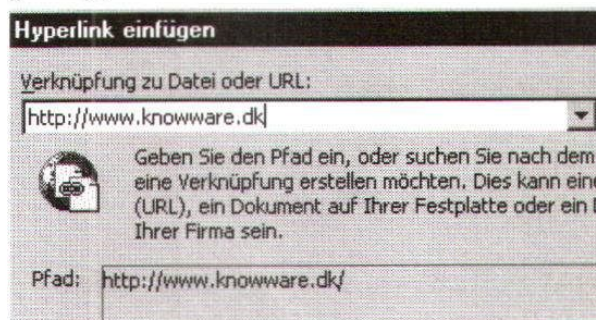 Hyperlink einfügen
Verknüpfung zu Datei oder URL:
http://www.knowware.dk
Geben Sie den Pfad ein, oder suchen Sie nach dem
eine Verknüpfung erstellen möchten. Dies kann eine
(URL), ein Dokument auf Ihrer Festplatte oder ein
Ihrer Firma sein.
Pfad: http://www.knowware.dk/